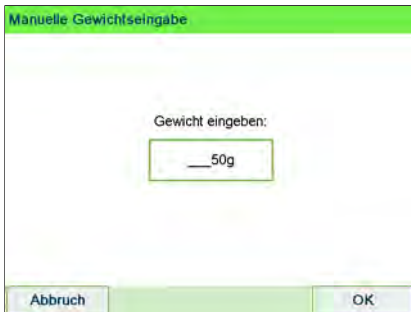 Manuelle Gewichtseingabe
Gewicht eingeben:
___50g
Abbruch
OK